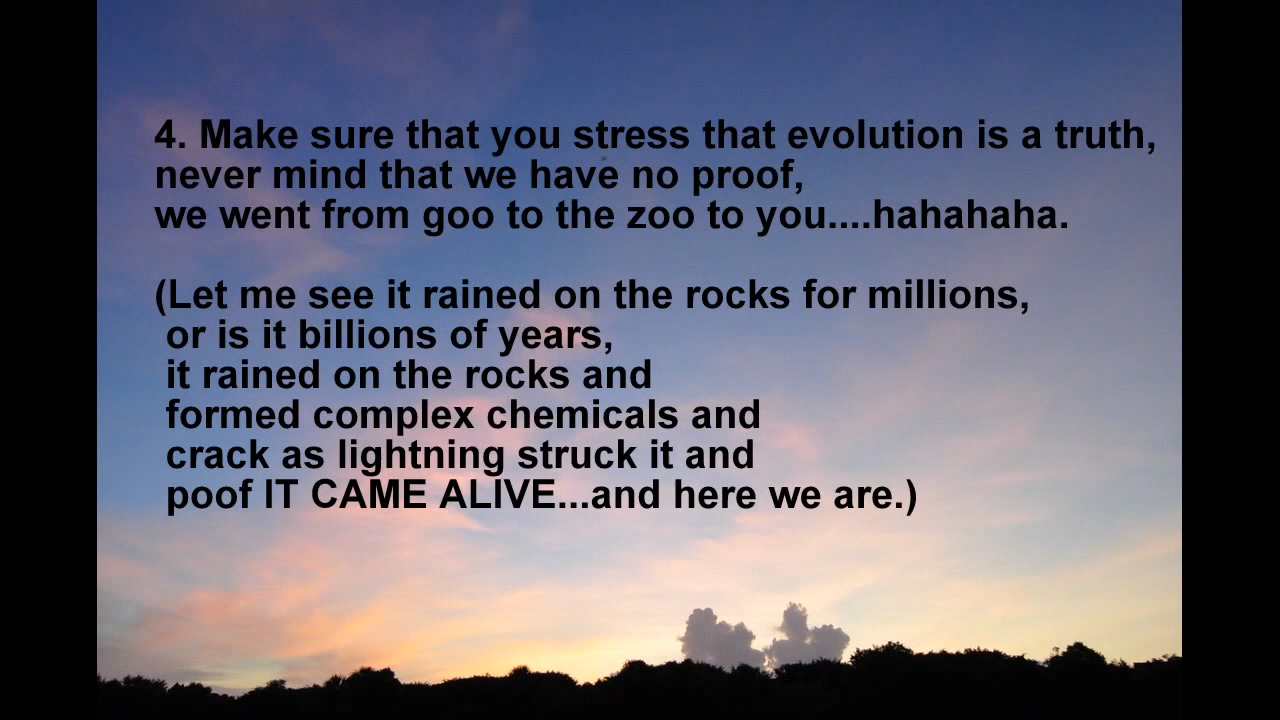 4. Make sure that you stress that evolution is a truth,
never mind that we have no proof,
we went from goo to the zoo to you....hahahaha.
(Let me see it rained on the rocks for millions,
or is it billions of years,
it rained on the rocks and
formed complex chemicals and
crack as lightning struck it and
poof IT CAME ALIVE...and here we are.)